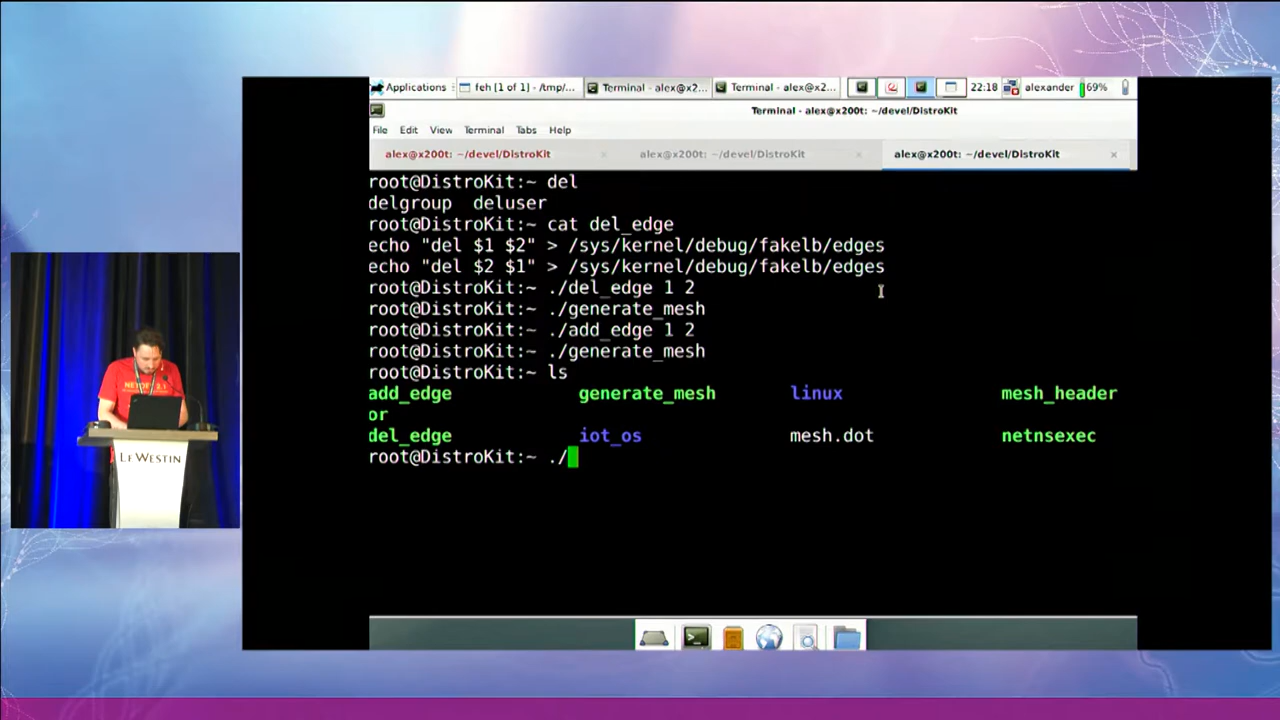 Applications
feh [1 of 1] - /tmp/...
Terminal - alex@x2...
Terminal - alex@x2...
22:18
alexander
69%
Terminal - alex@x200t: ~/devel/DistroKit
File Edit View Terminal Tabs Help
alex@x200t: ~/devel/DistroKit
alex@x200t: ~/devel/DistroKit
alex@x200t: ~/devel/DistroKit
root@DistroKit:~ del
delgroup deluser
root@DistroKit:~ cat del_edge
echo "del $1 $2" > /sys/kernel/debug/fakelb/edges
echo "del $2 $1" > /sys/kernel/debug/fakelb/edges
root@DistroKit:~ ./del_edge 1 2
root@DistroKit:~ ./generate_mesh
root@DistroKit:~ ./add_edge 1 2
root@DistroKit:~ ./generate_mesh
root@DistroKit:~ ls
add_edge generate_mesh linux mesh_header
or
del_edge iot_os mesh.dot netnsexec
root@DistroKit:~ ./
LE WESTIN